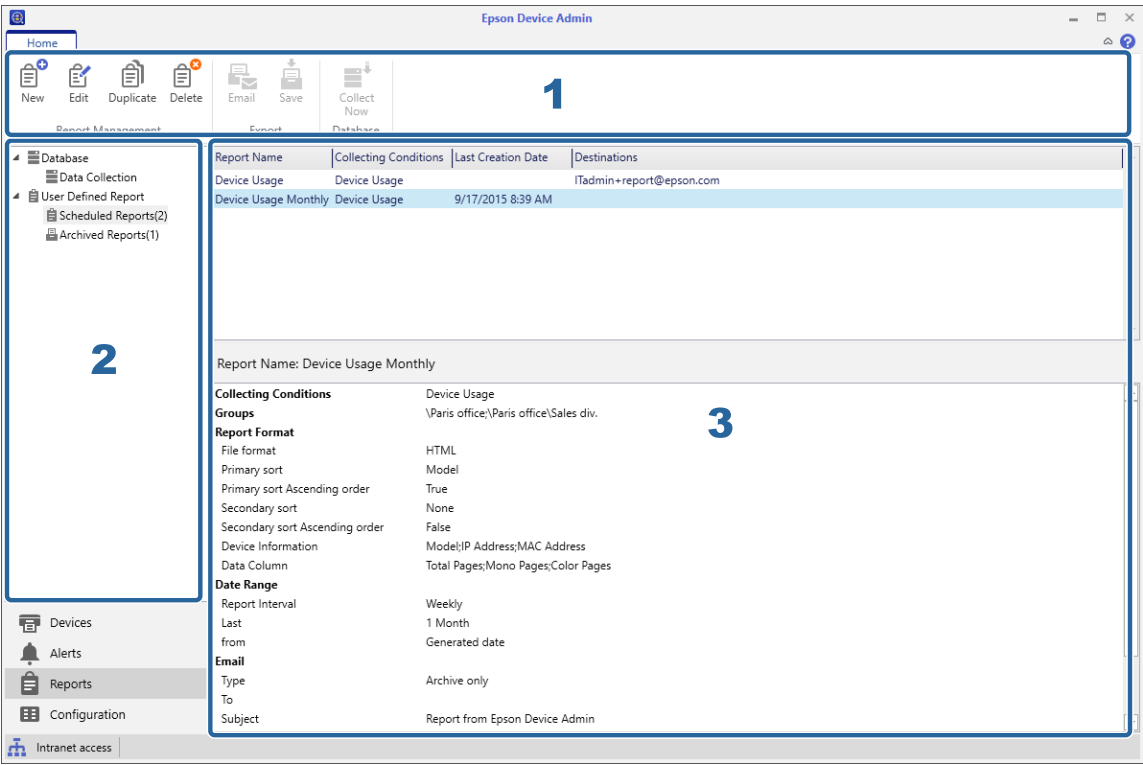 Epson Device Admin
Home
New Edit Duplicate Delete Email Save Collect Now
Report Management Export Database
1
Database
Data Collection
User Defined Report
Scheduled Reports(2)
Archived Reports(1)
2
Devices
Alerts
Reports
Configuration
Report Name Collecting Conditions Last Creation Date Destinations
Device Usage Device Usage ITadmin+report@epson.com
Device Usage Monthly Device Usage 9/17/2015 8:39 AM
Report Name: Device Usage Monthly
3
Collecting Conditions Device Usage
Groups \Paris office;\Paris office\Sales div.
Report Format
File format HTML
Primary sort Model
Primary sort Ascending order True
Secondary sort None
Secondary sort Ascending order False
Device Information Model;IP Address;MAC Address
Data Column Total Pages;Mono Pages;Color Pages
Date Range
Report Interval Weekly
Last 1 Month
from Generated date
Email
Type Archive only
To
Subject Report from Epson Device Admin
Intranet access